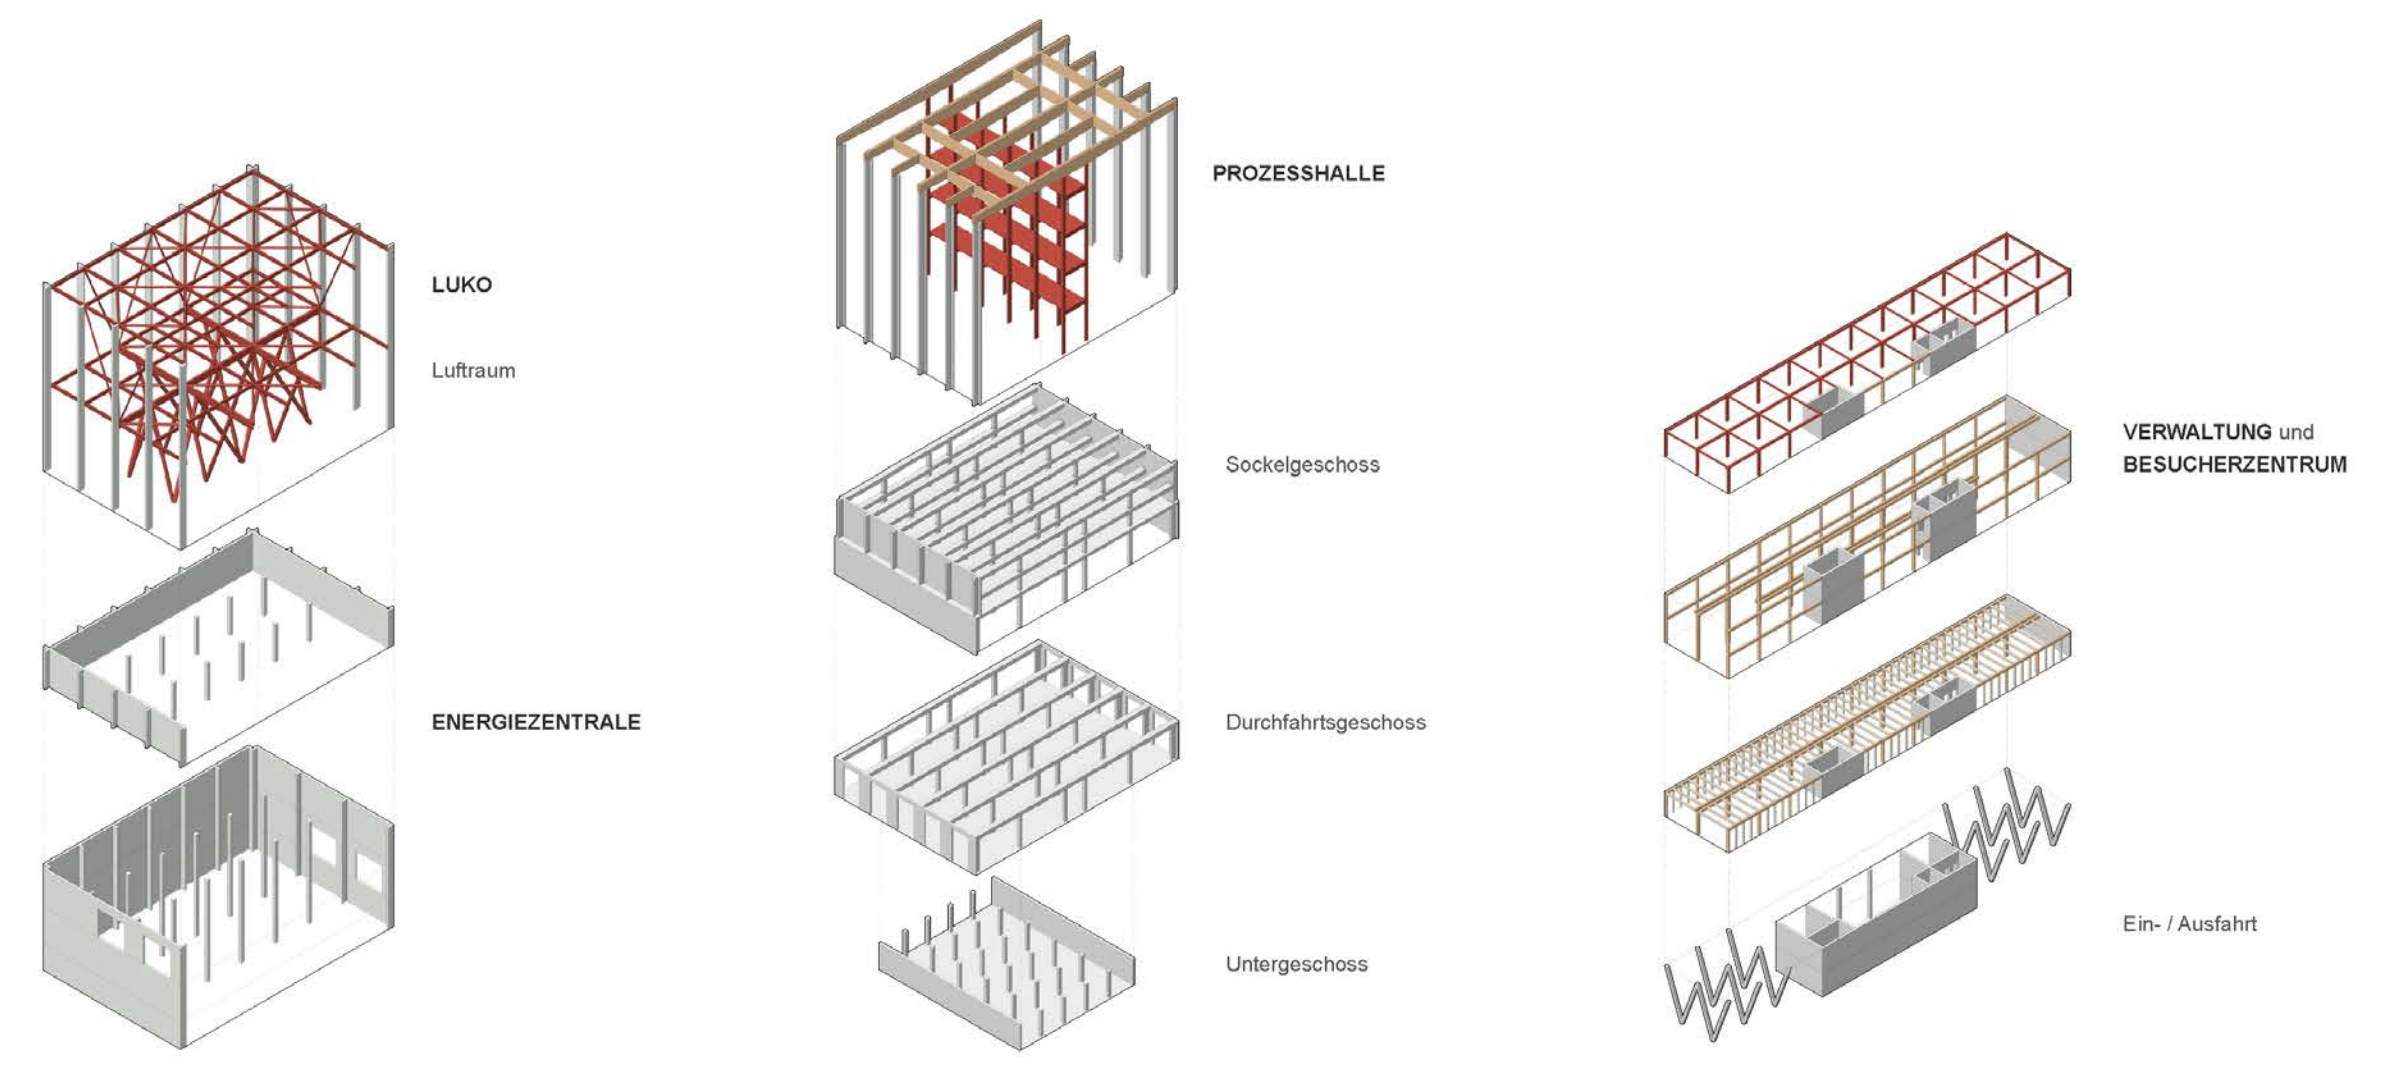 LUKO
Luftraum
ENERGIEZENTRALE
PROZESSHALLE
Sockelgeschoss
Durchfahrtsgeschoss
Untergeschoss
VERWALTUNG und
BESUCHERZENTRUM
Ein- / Ausfahrt